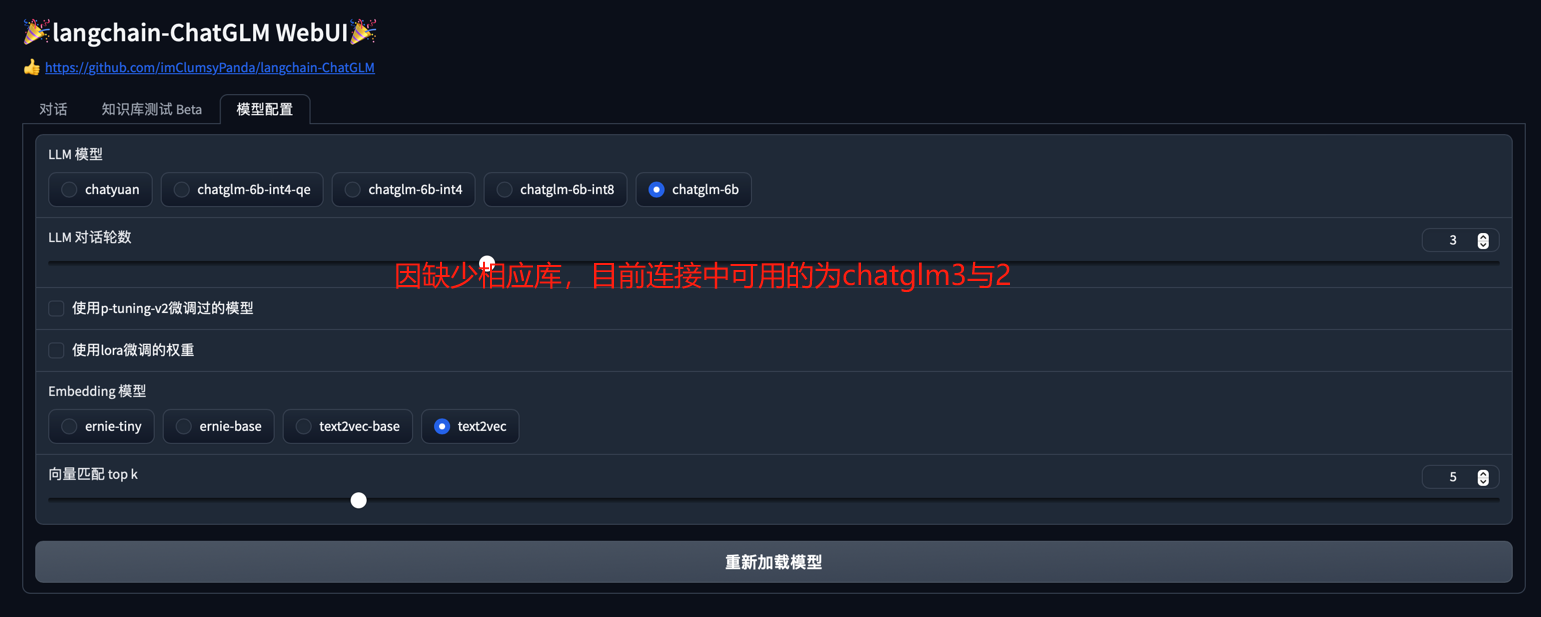 🎉langchain-ChatGLM WebUI🎉
👍 https://github.com/imClumsyPanda/langchain-ChatGLM
对话 知识库测试 Beta 模型配置
LLM 模型
chatyuan chatglm-6b-int4-qe chatglm-6b-int4 chatglm-6b-int8 chatglm-6b
LLM 对话轮数 3
因缺少相应库，目前连接中可用的为chatglm3与2
使用p-tuning-v2微调过的模型
使用lora微调的权重
Embedding 模型
ernie-tiny ernie-base text2vec-base text2vec
向量匹配 top k 5
重新加载模型